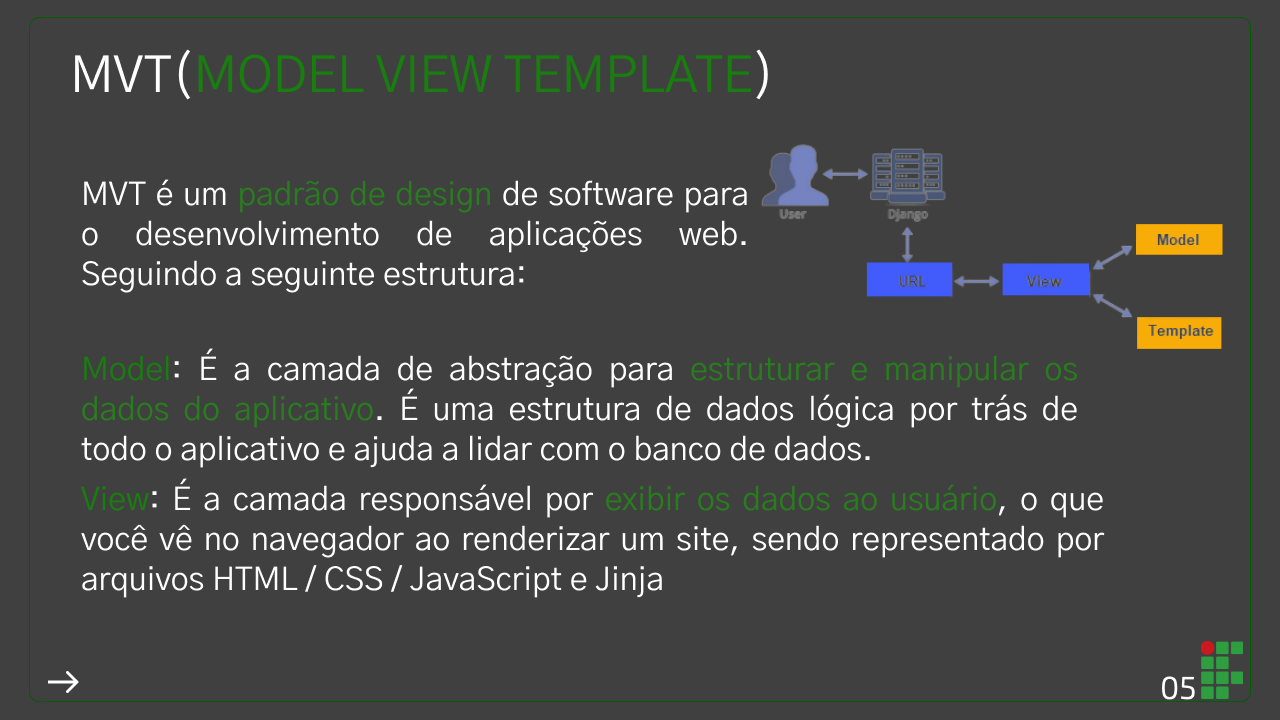 MVT(MODEL VIEW TEMPLATE)
MVT é um padrão de design de software para
o desenvolvimento de aplicações web.
Seguindo a seguinte estrutura:
User
Django
URL
View
Model
Template
Model: É a camada de abstração para estruturar e manipular os
dados do aplicativo. É uma estrutura de dados lógica por trás de
todo o aplicativo e ajuda a lidar com o banco de dados.
View: É a camada responsável por exibir os dados ao usuário, o que
você vê no navegador ao renderizar um site, sendo representado por
arquivos HTML / CSS / JavaScript e Jinja
05